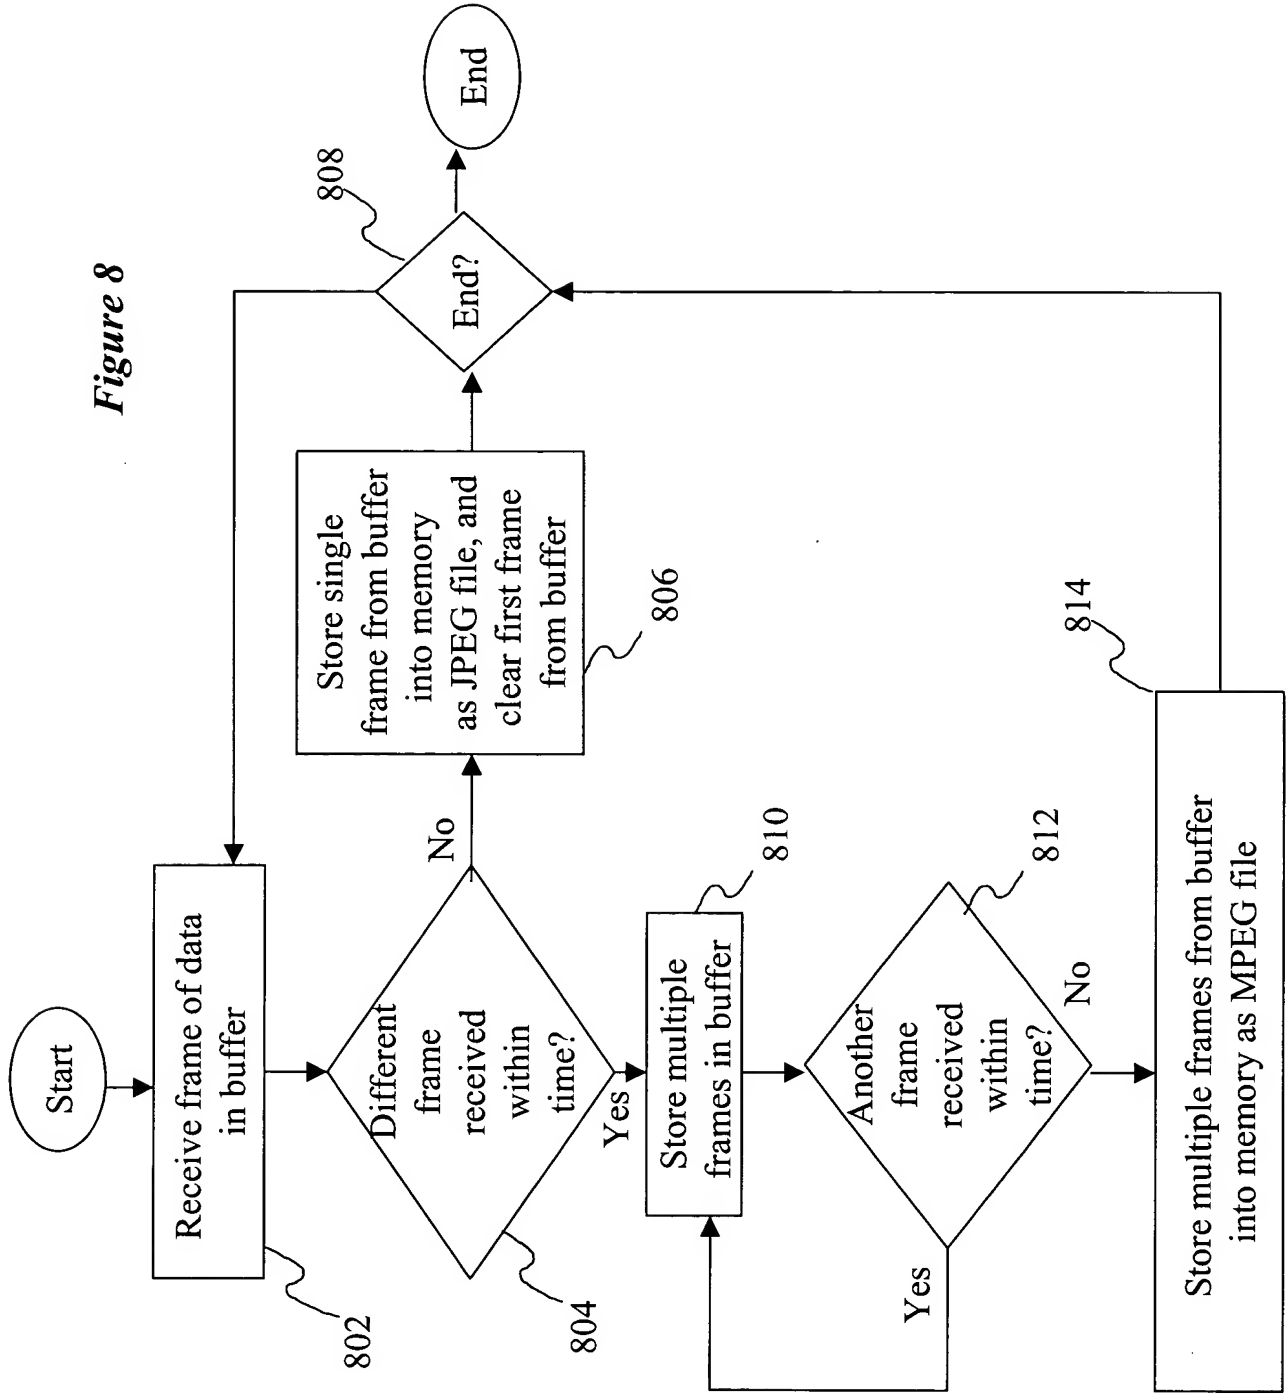 Figure 8
Start
Receive frame of data
in buffer
802
Different
frame
received
within
time?
804
No
Yes
Store single
frame from buffer
into memory
as JPEG file, and
clear first frame
from buffer
806
End?
808
End
Store multiple
frames in buffer
810
Another
frame
received
within
time?
812
Yes
No
Store multiple frames from buffer
into memory as MPEG file
814